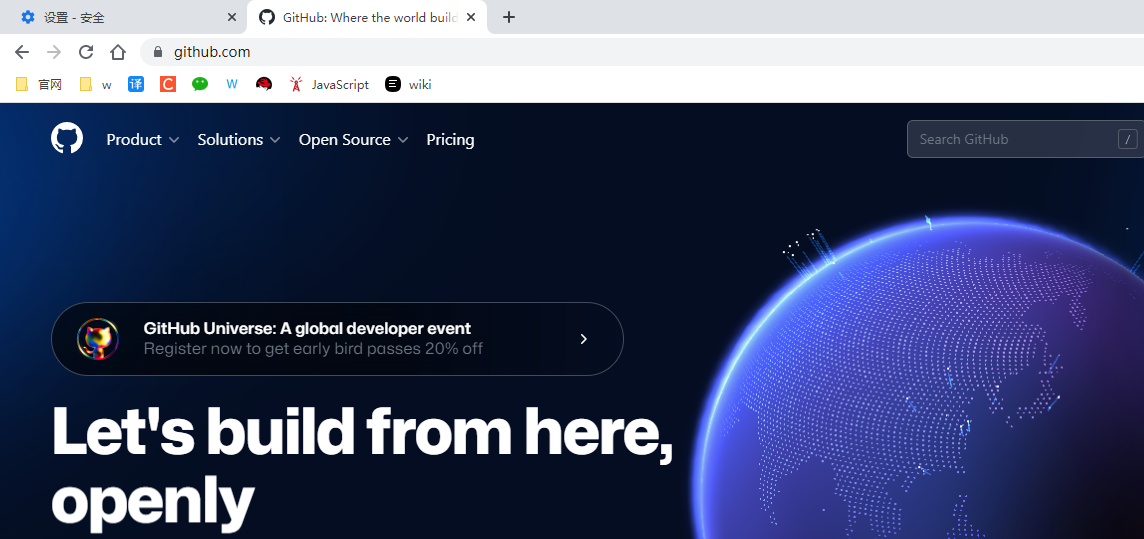 设置 - 安全
GitHub: Where the world build
github.com
官网 w 译 C W JavaScript wiki
Product Solutions Open Source Pricing
Search GitHub /
GitHub Universe: A global developer event
Register now to get early bird passes 20% off
Let's build from here,
openly